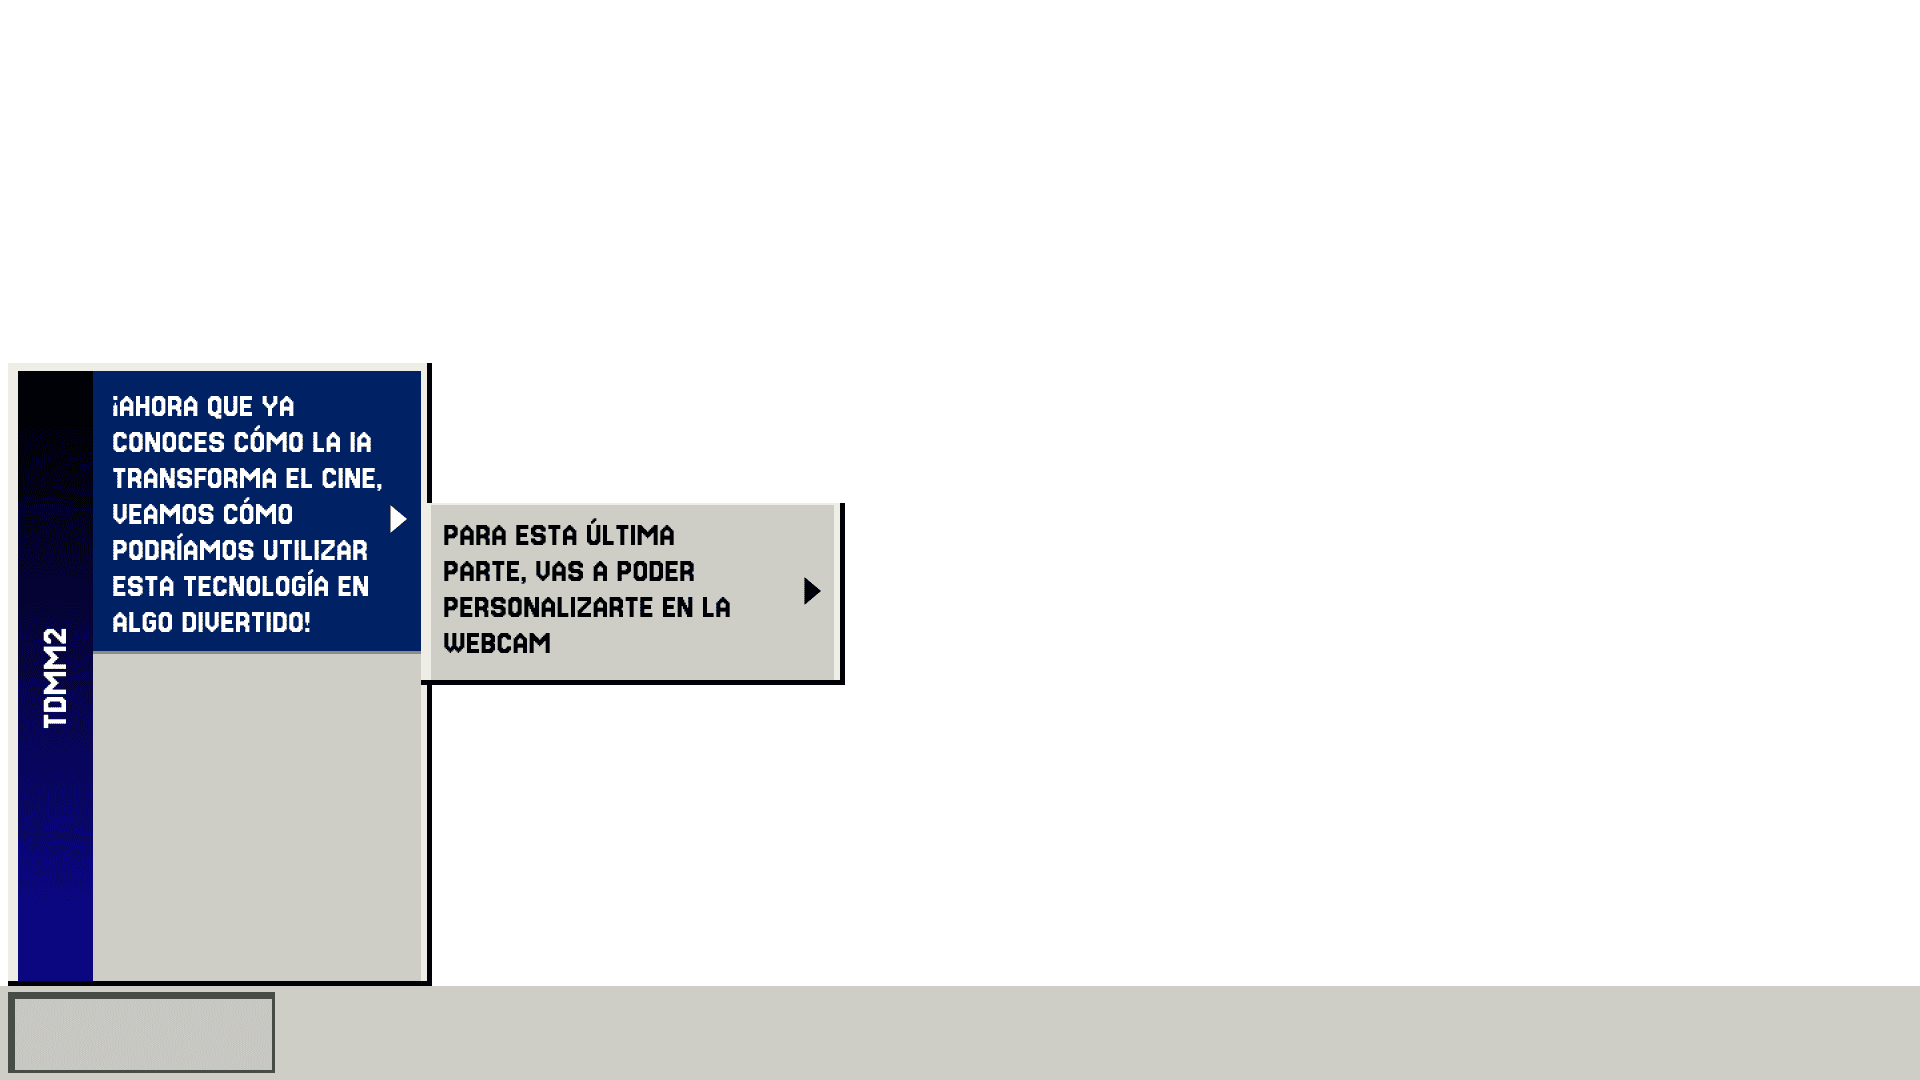 ¡AHORA QUE YA
CONOCES CÓMO LA IA
TRANSFORMA EL CINE,
VEAMOS CÓMO
PODRÍAMOS UTILIZAR
ESTA TECNOLOGÍA EN
ALGO DIVERTIDO!
PARA ESTA ÚLTIMA
PARTE, VAS A PODER
PERSONALIZARTE EN LA
WEBCAM
TDMM2